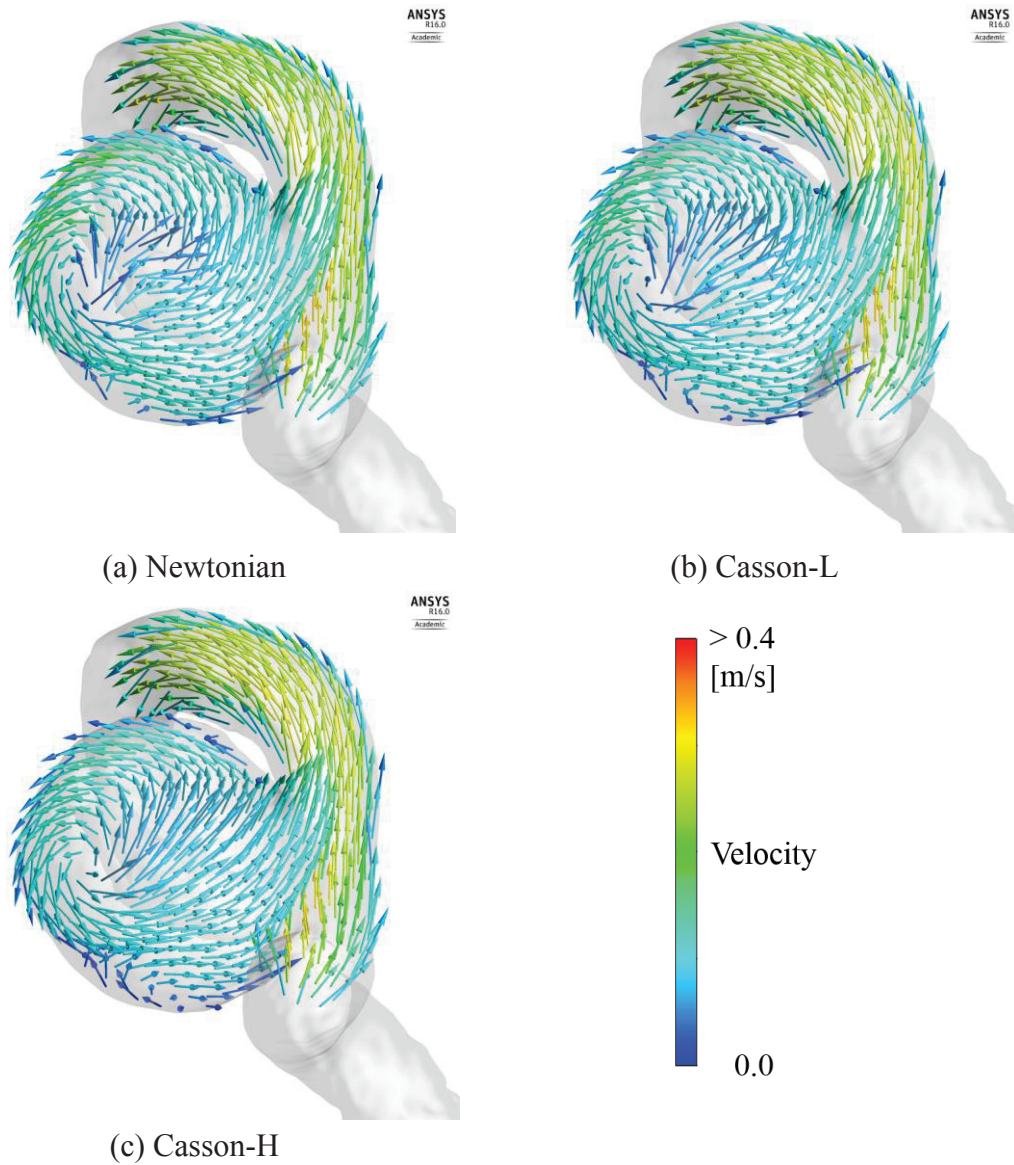 ANSYS
R16.0
Academic
ANSYS
R16.0
Academic
(a) Newtonian
(b) Casson-L
ANSYS
R16.0
Academic
> 0.4
[m/s]
Velocity
0.0
(c) Casson-H